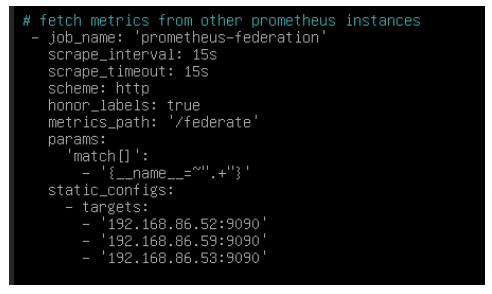 # fetch metrics from other prometheus instances
- job_name: 'prometheus-federation'
scrape_interval: 15s
scrape_timeout: 15s
scheme: http
honor_labels: true
metrics_path: '/federate'
params:
'match[]':
- '{__name__=~".+"}'
static_configs:
- targets:
- '192.168.86.52:9090'
- '192.168.86.59:9090'
- '192.168.86.53:9090'